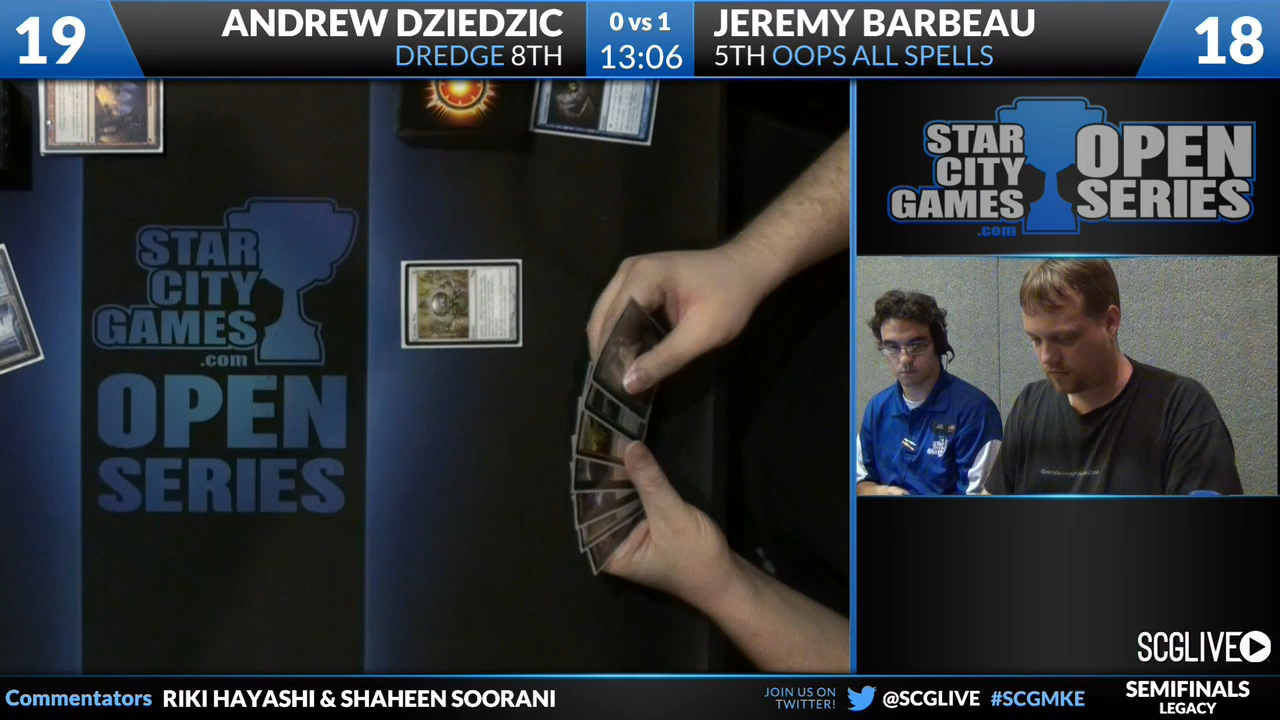 19
ANDREW DZIEDZIC
DREDGE 8TH
0 vs 1
13:06
JEREMY BARBEAU
5TH OOPS ALL SPELLS
18
STAR
CITY
GAMES
.com
OPEN
SERIES
STAR
CITY
GAMES
.com
OPEN
SERIES
SCGLIVE
Commentators RIKI HAYASHI & SHAHEEN SOORANI
JOIN US ON
TWITTER!
@SCGLIVE #SCGMKE
SEMIFINALS
LEGACY